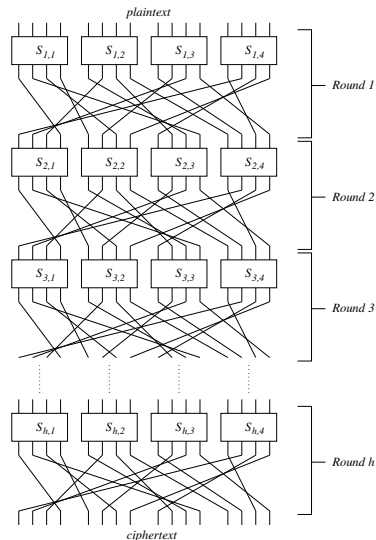 plaintext
S1,1 S1,2 S1,3 S1,4
Round 1
S2,1 S2,2 S2,3 S2,4
Round 2
S3,1 S3,2 S3,3 S3,4
Round 3
Sh,1 Sh,2 Sh,3 Sh,4
Round h
ciphertext